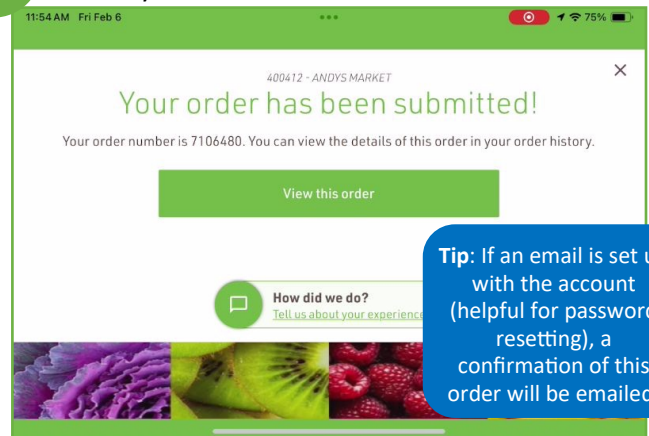 11:54 AM Fri Feb 6
75%
400412 - ANDYS MARKET
Your order has been submitted!
Your order number is 7106480. You can view the details of this order in your order history.
View this order
How did we do?
Tell us about your experience
Tip: If an email is set
with the account
(helpful for password
resetting), a
confirmation of this
order will be emailed